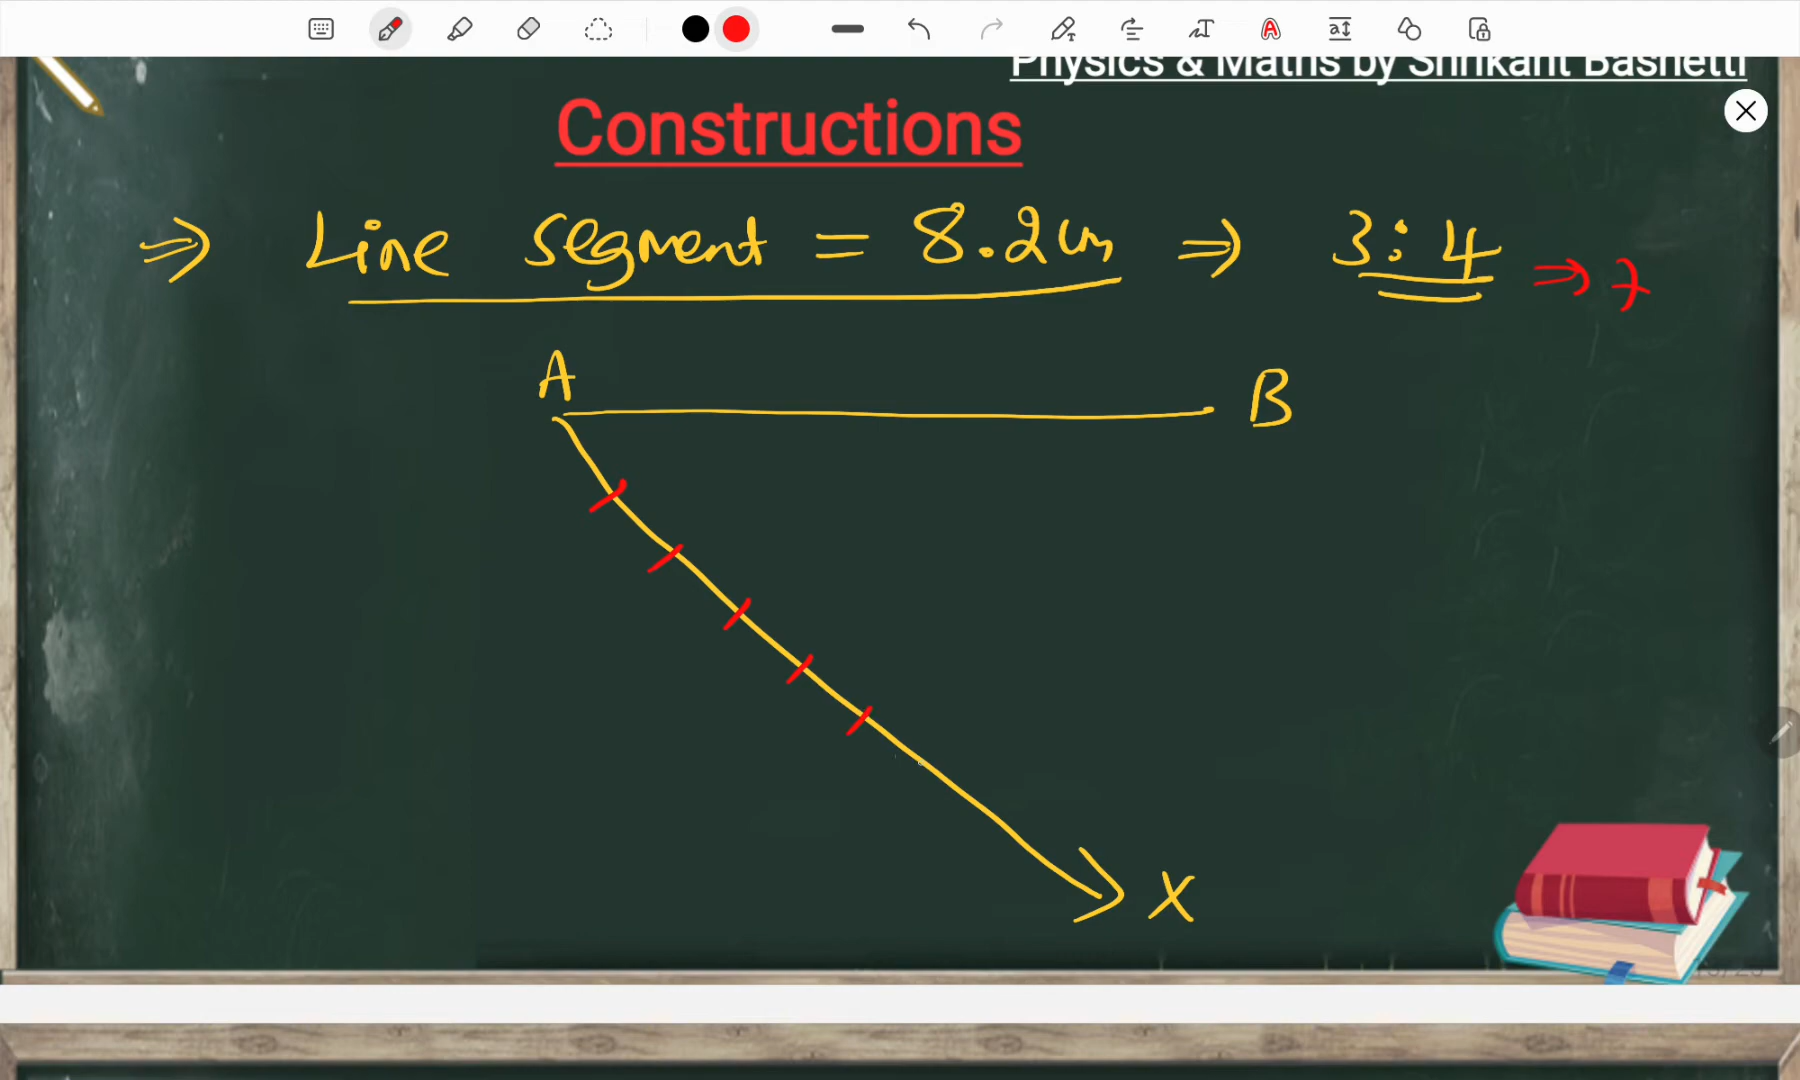 Physics & Maths by Shrikant Bashetti
Constructions
⇒ Line segment = 8.2cm ⇒ 3:4 ⇒ 7
A
B
X